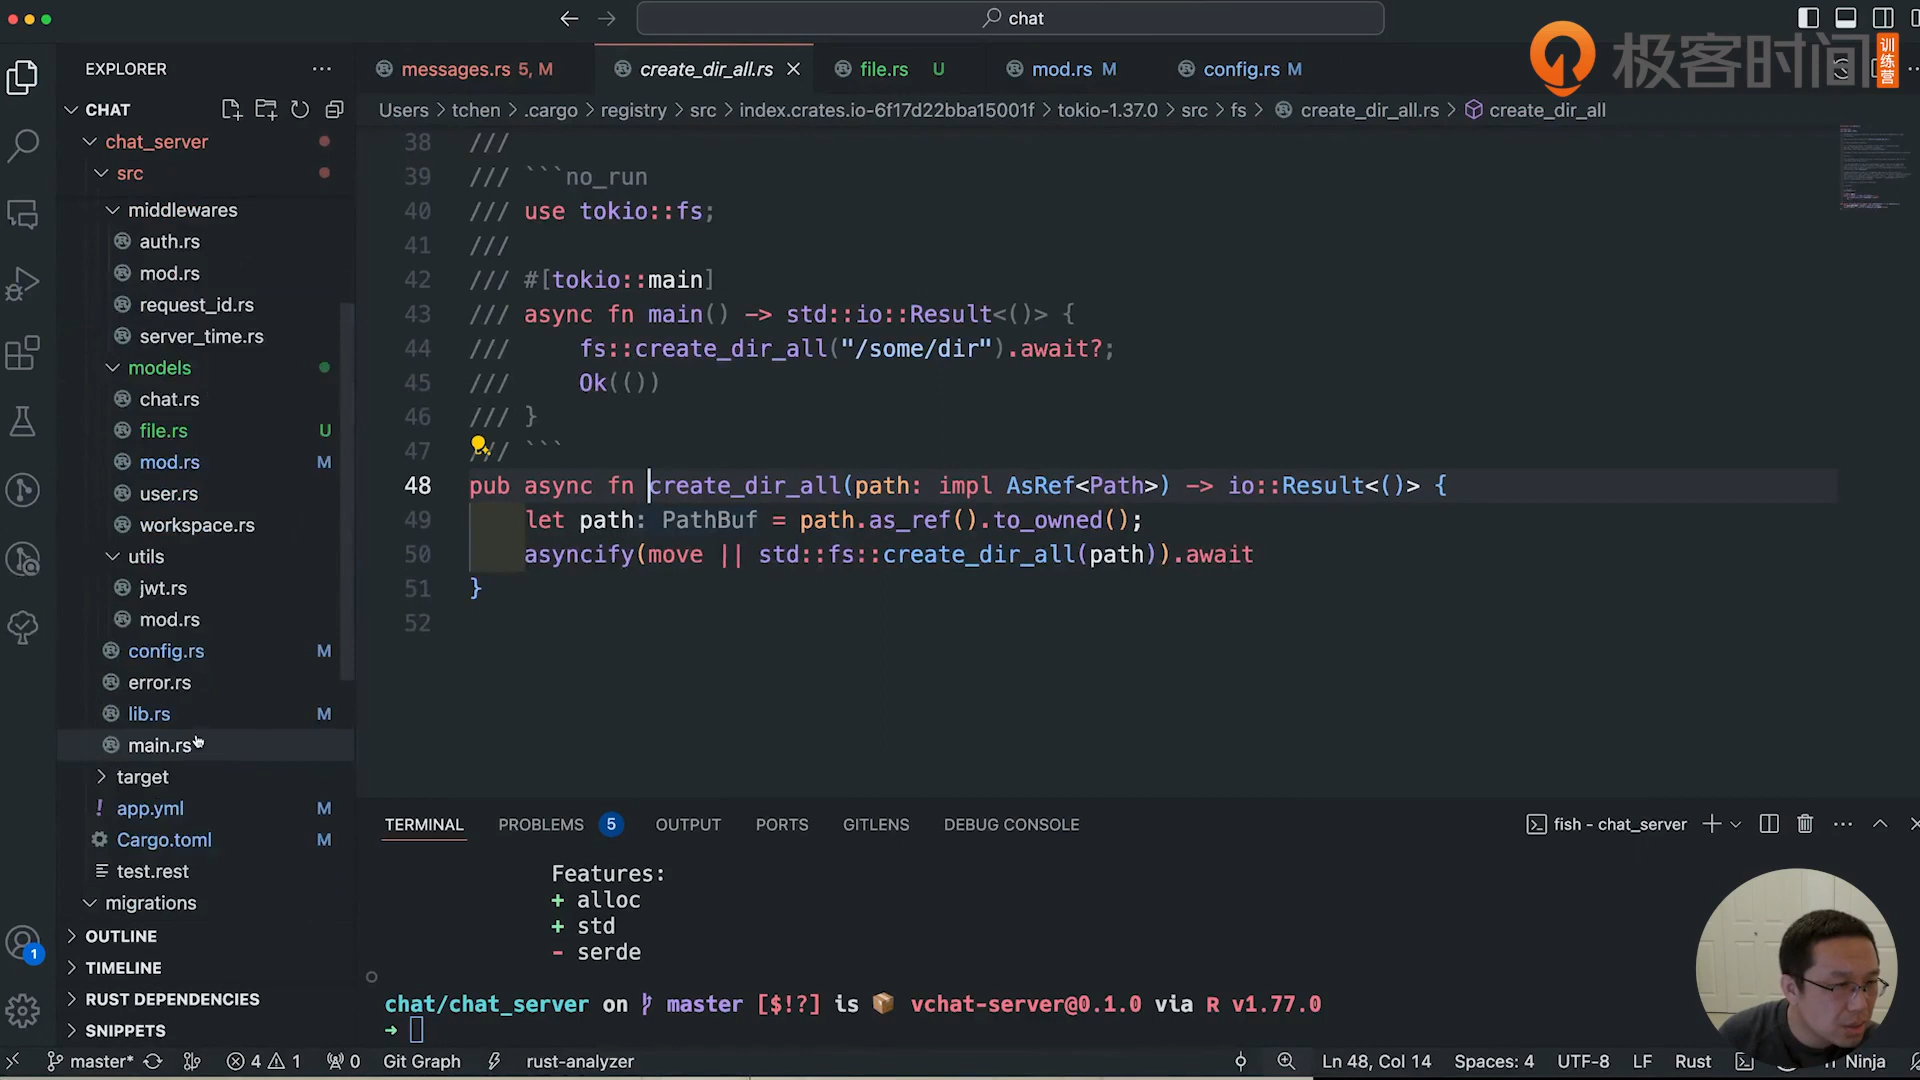 chat
极客时间 训练营
EXPLORER
messages.rs 5, M
create_dir_all.rs
file.rs U
mod.rs M
config.rs M
CHAT
Users > tchen > .cargo > registry > src > index.crates.io-6f17d22bba15001f > tokio-1.37.0 > src > fs > create_dir_all.rs > create_dir_all
chat_server
src
middlewares
auth.rs
mod.rs
request_id.rs
server_time.rs
models
chat.rs
file.rs U
mod.rs M
user.rs
workspace.rs
utils
jwt.rs
mod.rs
config.rs M
error.rs
lib.rs M
main.rs
target
app.yml M
Cargo.toml M
test.rest
migrations
OUTLINE
TIMELINE
RUST DEPENDENCIES
SNIPPETS
38 ///
39 /// ```no_run
40 /// use tokio::fs;
41 ///
42 /// #[tokio::main]
43 /// async fn main() -> std::io::Result<()> {
44 ///     fs::create_dir_all("/some/dir").await?;
45 ///     Ok(())
46 /// }
47 /// ```
48 pub async fn create_dir_all(path: impl AsRef<Path>) -> io::Result<()> {
49     let path: PathBuf = path.as_ref().to_owned();
50     asyncify(move || std::fs::create_dir_all(path)).await
51 }
52
TERMINAL PROBLEMS 5 OUTPUT PORTS GITLENS DEBUG CONSOLE
fish - chat_server
Features:
+ alloc
+ std
- serde
chat/chat_server on master [$!?] is 📦 vchat-server@0.1.0 via R v1.77.0
→
1
master* 4 1 0 Git Graph rust-analyzer
Ln 48, Col 14 Spaces: 4 UTF-8 LF Rust Ninja